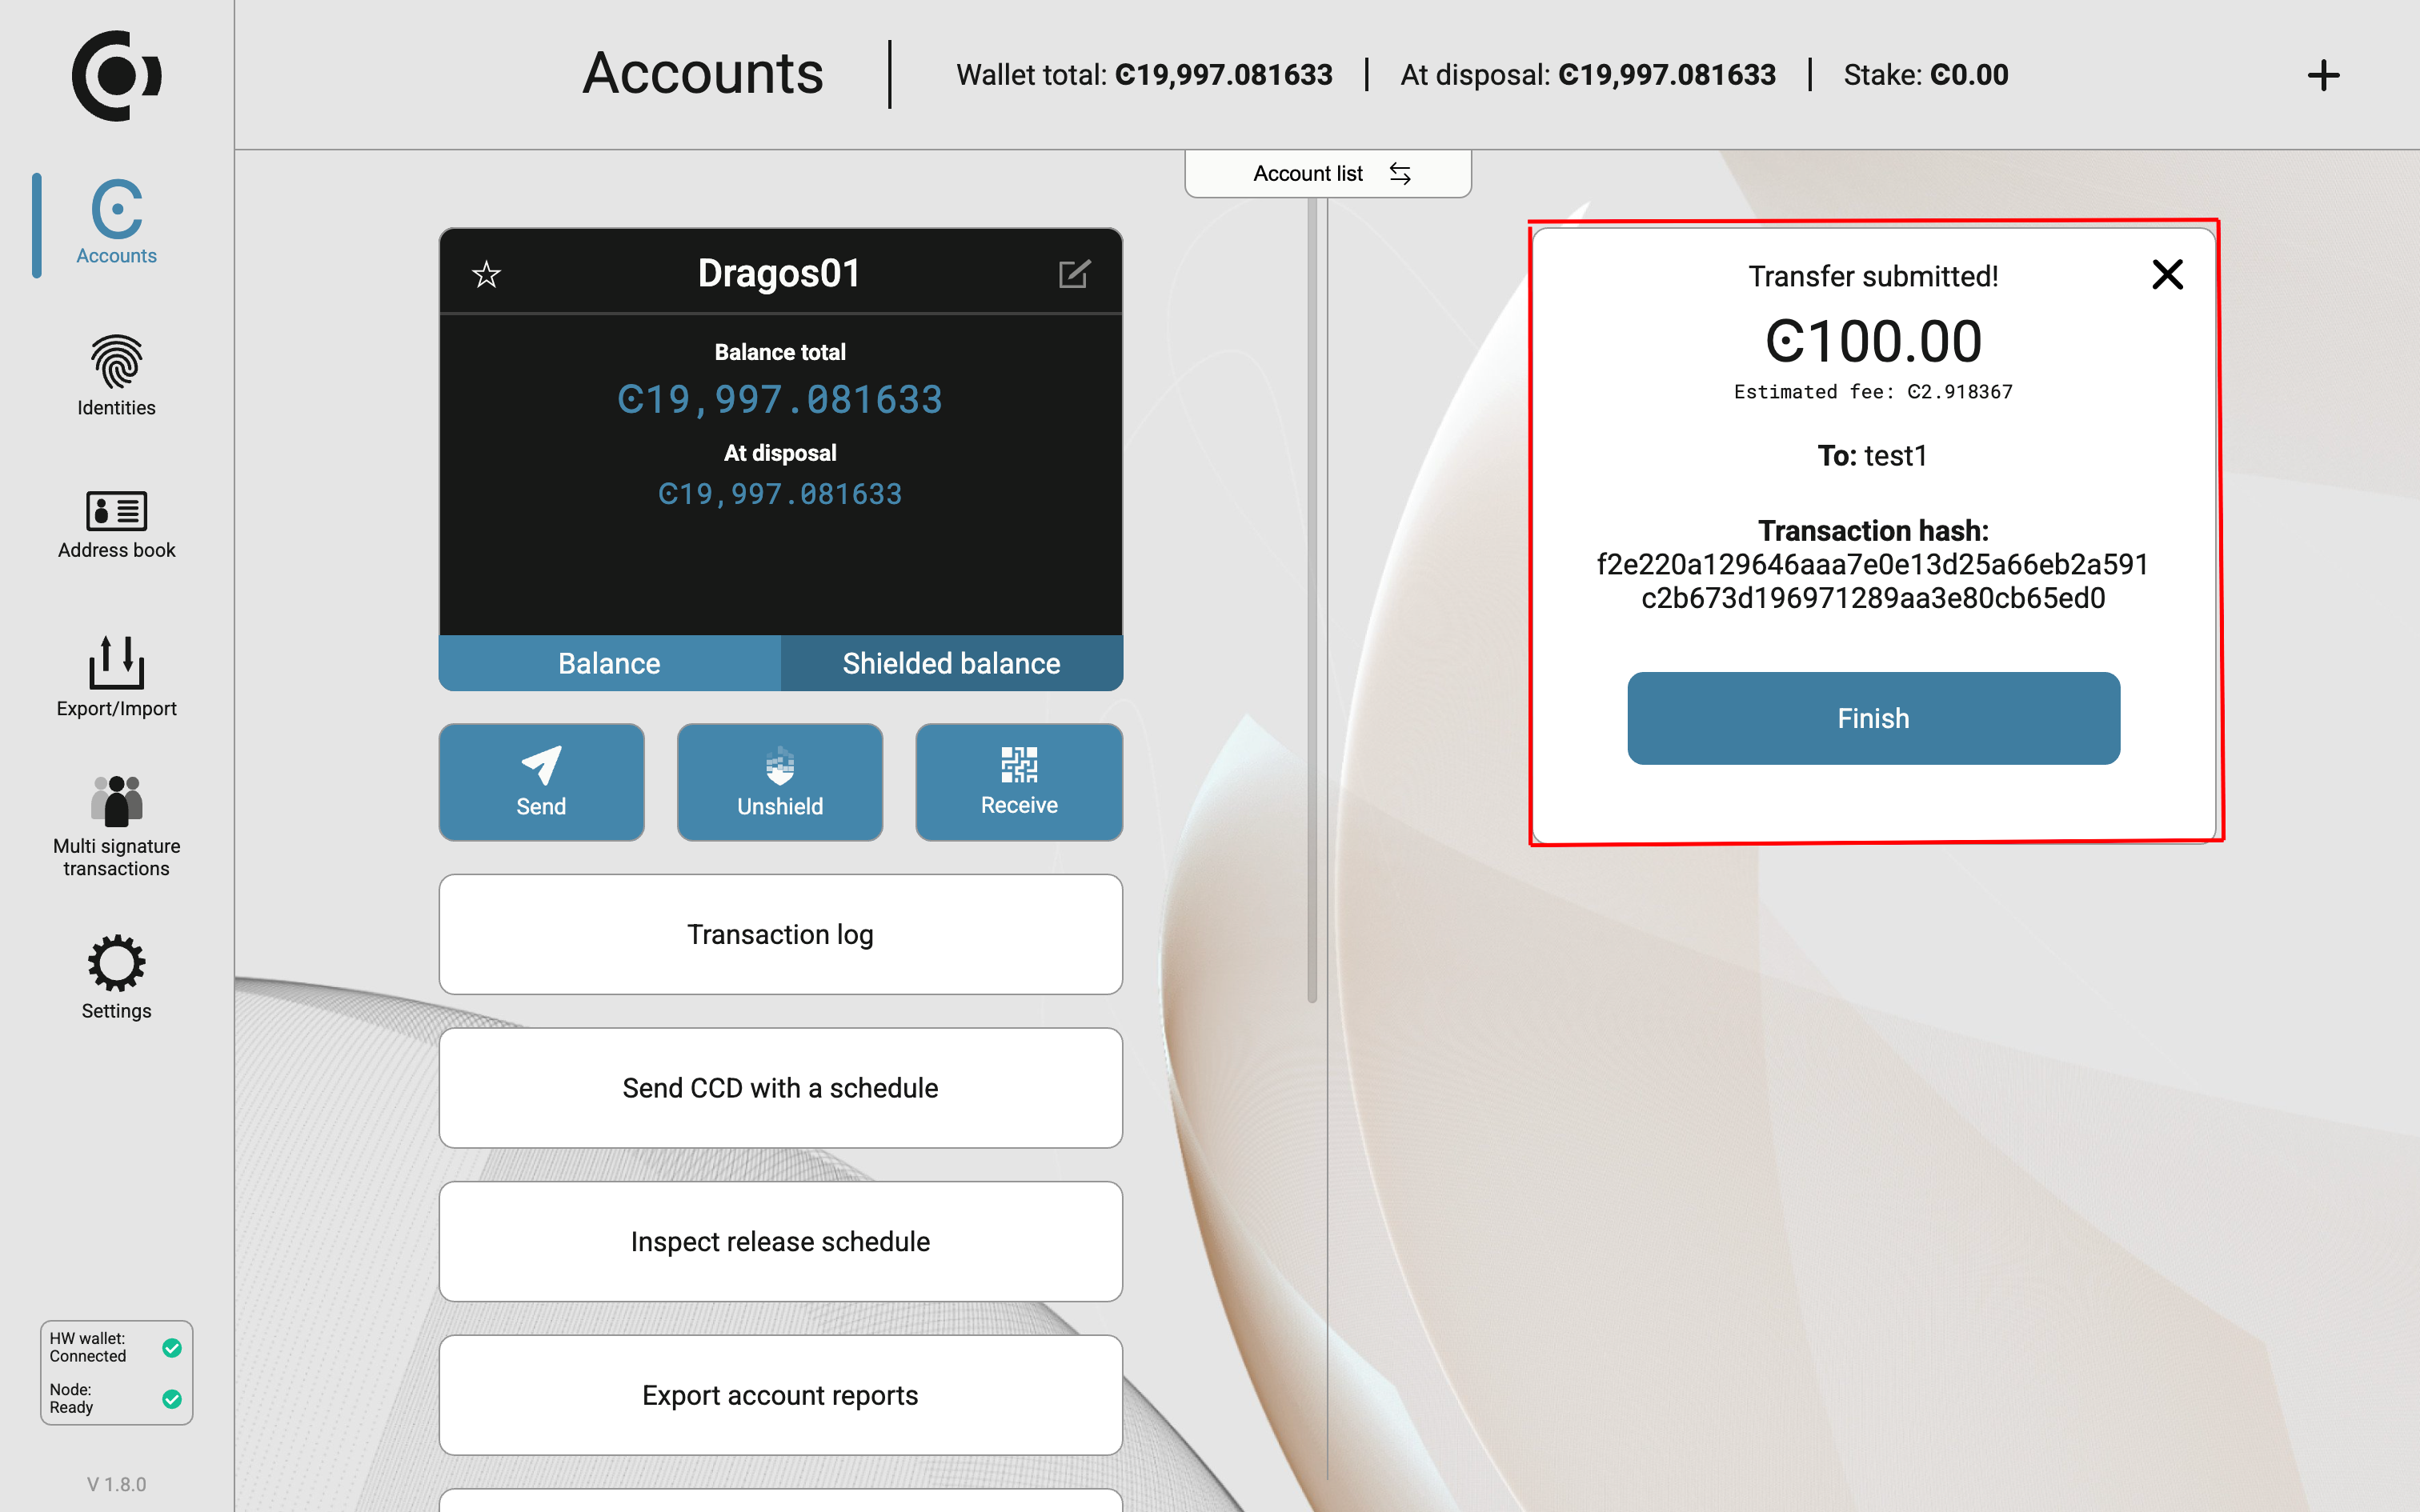 Accounts
Wallet total: Ͼ19,997.081633 | At disposal: Ͼ19,997.081633 | Stake: Ͼ0.00
Account list
Accounts
Identities
Address book
Export/Import
Multi signature
transactions
Settings
HW wallet:
Connected
Node:
Ready
V 1.8.0
Dragos01
Balance total
Ͼ19,997.081633
At disposal
Ͼ19,997.081633
Balance
Shielded balance
Send
Unshield
Receive
Transaction log
Send CCD with a schedule
Inspect release schedule
Export account reports
Transfer submitted!
Ͼ100.00
Estimated fee: Ͼ2.918367
To: test1
Transaction hash:
f2e220a129646aaa7e0e13d25a66eb2a591
c2b673d196971289aa3e80cb65ed0
Finish